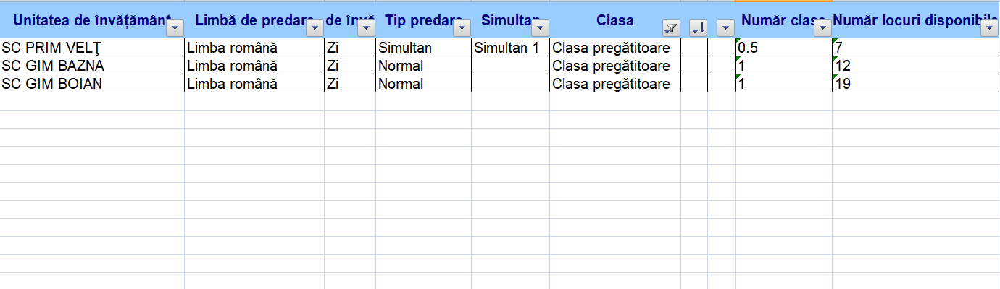 Unitatea de învățământ Limbă de predare de învă Tip predare Simultan Clasa Număr clase Număr locuri disponibile
SC PRIM VELŢ Limba română Zi Simultan Simultan 1 Clasa pregătitoare 0.5 7
SC GIM BAZNA Limba română Zi Normal Clasa pregătitoare 1 12
SC GIM BOIAN Limba română Zi Normal Clasa pregătitoare 1 19